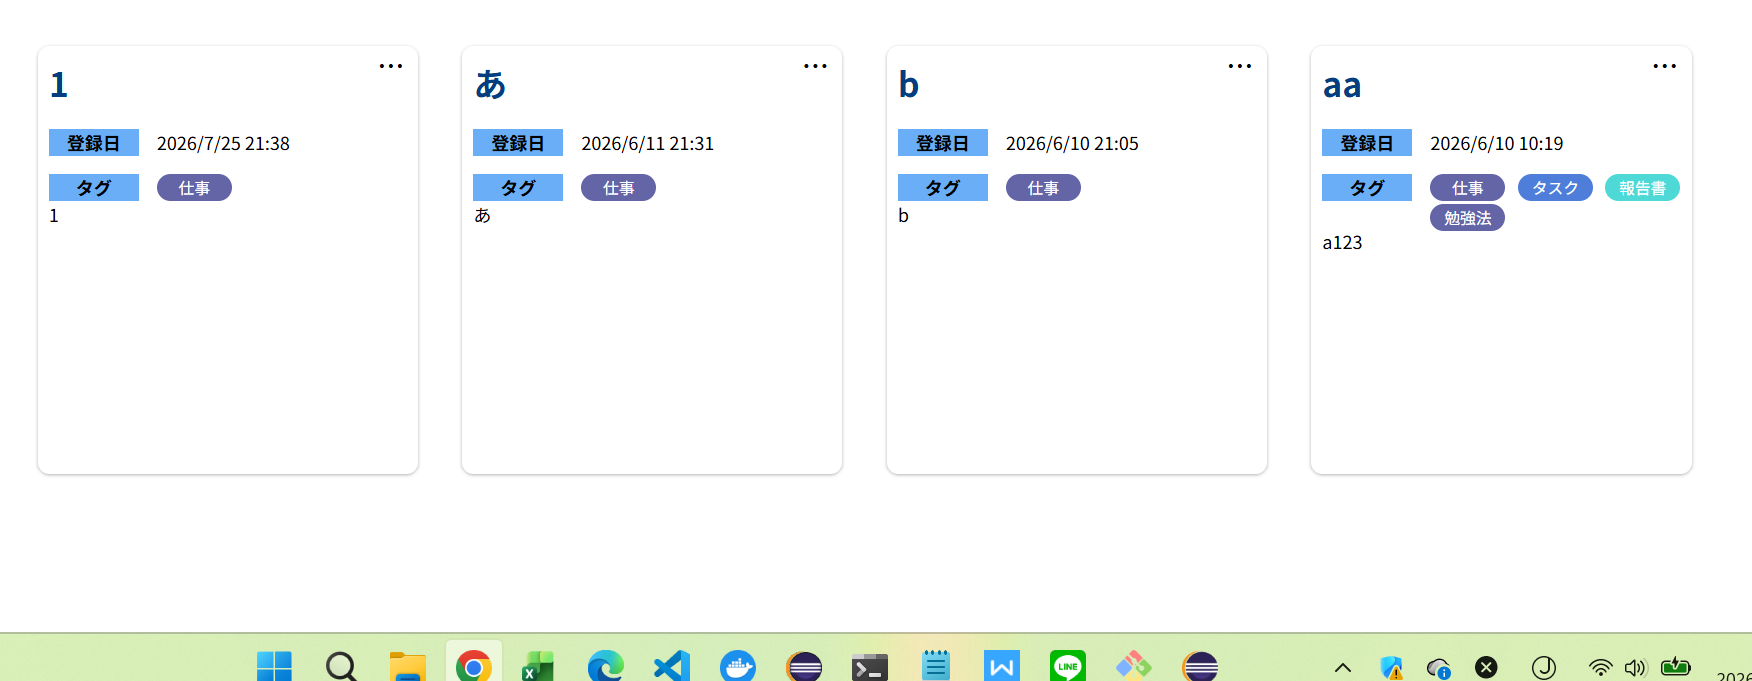 1
登録日 2026/7/25 21:38
タグ 仕事
1
あ
登録日 2026/6/11 21:31
タグ 仕事
あ
b
登録日 2026/6/10 21:05
タグ 仕事
b
aa
登録日 2026/6/10 10:19
タグ 仕事 タスク 報告書
勉強法
a123
LINE